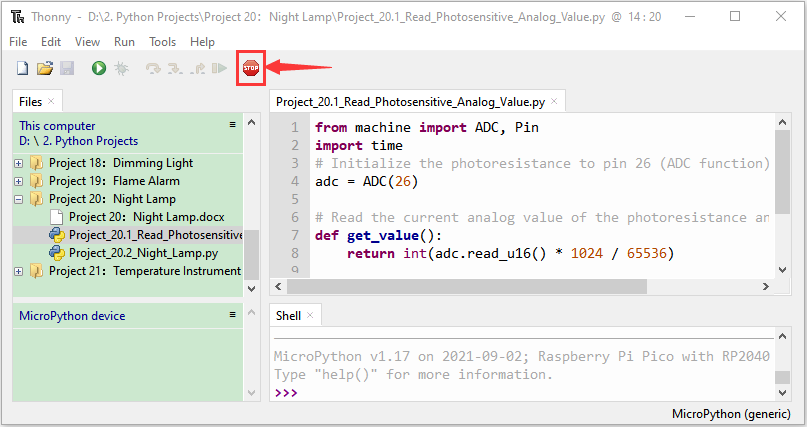 Thonny - D:\2. Python Projects\Project 20：Night Lamp\Project_20.1_Read_Photosensitive_Analog_Value.py @ 14 : 20
File Edit View Run Tools Help
STOP
Files ×
This computer
D: \ 2. Python Projects
Project 18：Dimming Light
Project 19：Flame Alarm
Project 20：Night Lamp
Project 20：Night Lamp.docx
Project_20.1_Read_Photosensitive
Project_20.2_Night_Lamp.py
Project 21：Temperature Instrument
MicroPython device
Project_20.1_Read_Photosensitive_Analog_Value.py ×
1 from machine import ADC, Pin
2 import time
3 # Initialize the photoresistance to pin 26 (ADC function)
4 adc = ADC(26)
5
6 # Read the current analog value of the photoresistance an
7 def get_value():
8 return int(adc.read_u16() * 1024 / 65536)
9
Shell ×
MicroPython v1.17 on 2021-09-02; Raspberry Pi Pico with RP2040
Type "help()" for more information.
>>>
MicroPython (generic)